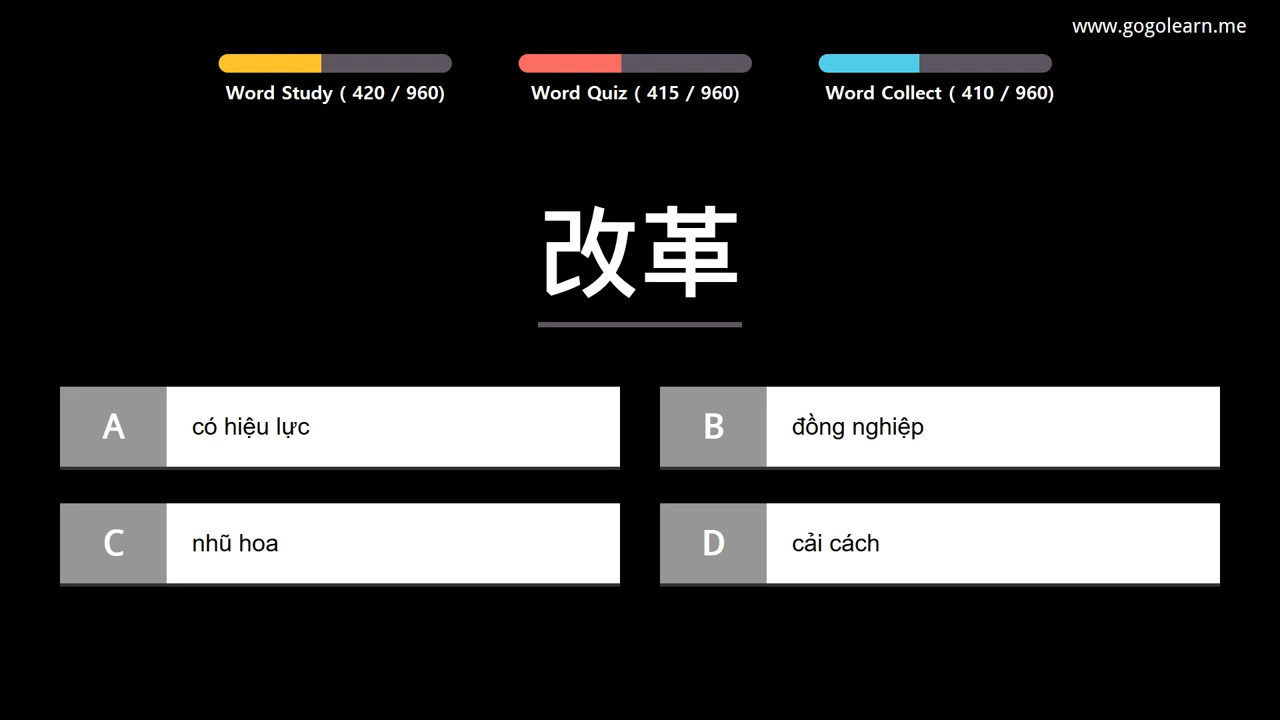 www.gogolearn.me
Word Study ( 420 / 960)
Word Quiz ( 415 / 960)
Word Collect ( 410 / 960)
改革
A có hiệu lực
B đồng nghiệp
C nhũ hoa
D cải cách